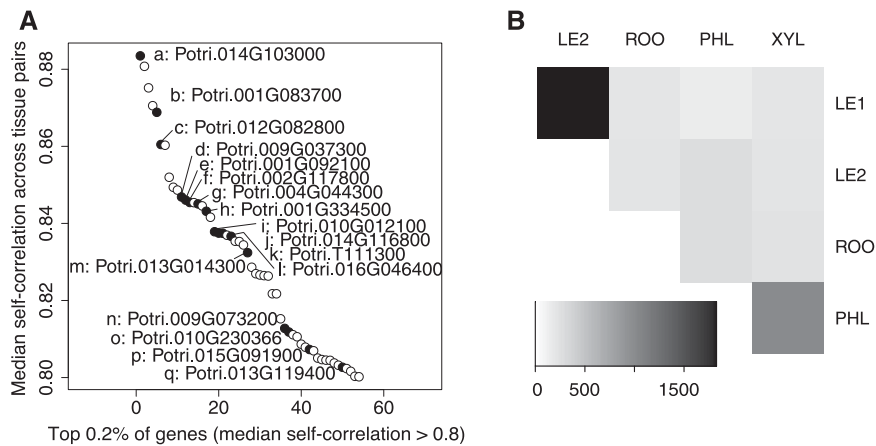 A
Median self-correlation across tissue pairs
0.88
0.86
0.84
0.82
0.80
a: Potri.014G103000
b: Potri.001G083700
c: Potri.012G082800
d: Potri.009G037300
e: Potri.001G092100
f: Potri.002G117800
g: Potri.004G044300
h: Potri.001G334500
i: Potri.010G012100
j: Potri.014G116800
k: Potri.T111300
l: Potri.016G046400
m: Potri.013G014300
n: Potri.009G073200
o: Potri.010G230366
p: Potri.015G091900
q: Potri.013G119400
0 20 40 60
Top 0.2% of genes (median self-correlation > 0.8)
B
LE2 ROO PHL XYL
LE1
LE2
ROO
PHL
0 500 1500